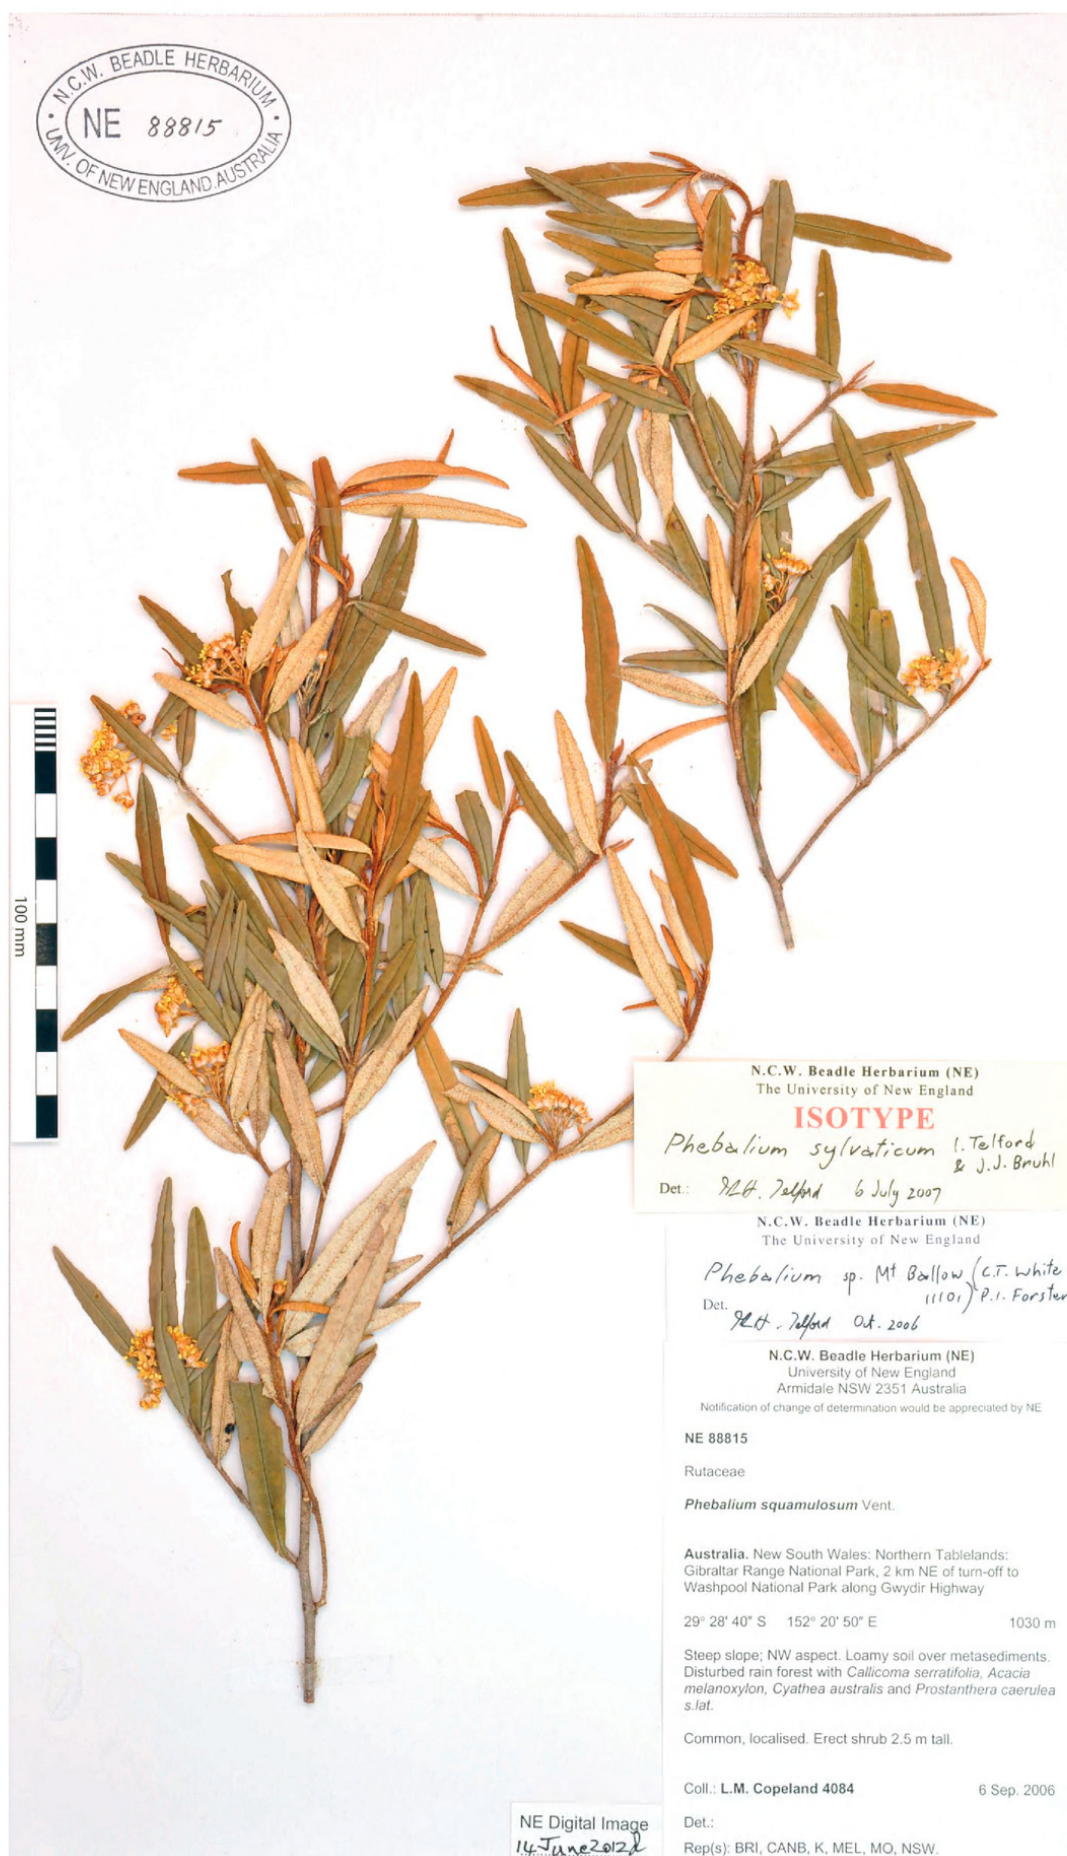 N.C.W. BEADLE HERBARIUM
NE 88815
UNIV. OF NEW ENGLAND. AUSTRALIA
100 mm
N.C.W. Beadle Herbarium (NE)
The University of New England
ISOTYPE
Phebalium sylvaticum I. Telford
& J.J. Bruhl
Det.: I.R.H. Telford 6 July 2007
N.C.W. Beadle Herbarium (NE)
The University of New England
Phebalium sp. Mt Ballow (C.T. White
11101) P.I. Forster
Det.
I.R.H. Telford Oct. 2006
N.C.W. Beadle Herbarium (NE)
University of New England
Armidale NSW 2351 Australia
Notification of change of determination would be appreciated by NE
NE 88815
Rutaceae
Phebalium squamulosum Vent.
Australia. New South Wales: Northern Tablelands:
Gibraltar Range National Park, 2 km NE of turn-off to
Washpool National Park along Gwydir Highway
29° 28' 40" S 152° 20' 50" E 1030 m
Steep slope; NW aspect. Loamy soil over metasediments.
Disturbed rain forest with Callicoma serratifolia, Acacia
melanoxylon, Cyathea australis and Prostanthera caerulea
s.lat.
Common, localised. Erect shrub 2.5 m tall.
Coll.: L.M. Copeland 4084 6 Sep. 2006
Det.:
Rep(s): BRI, CANB, K, MEL, MO, NSW.
NE Digital Image
14 June 2012